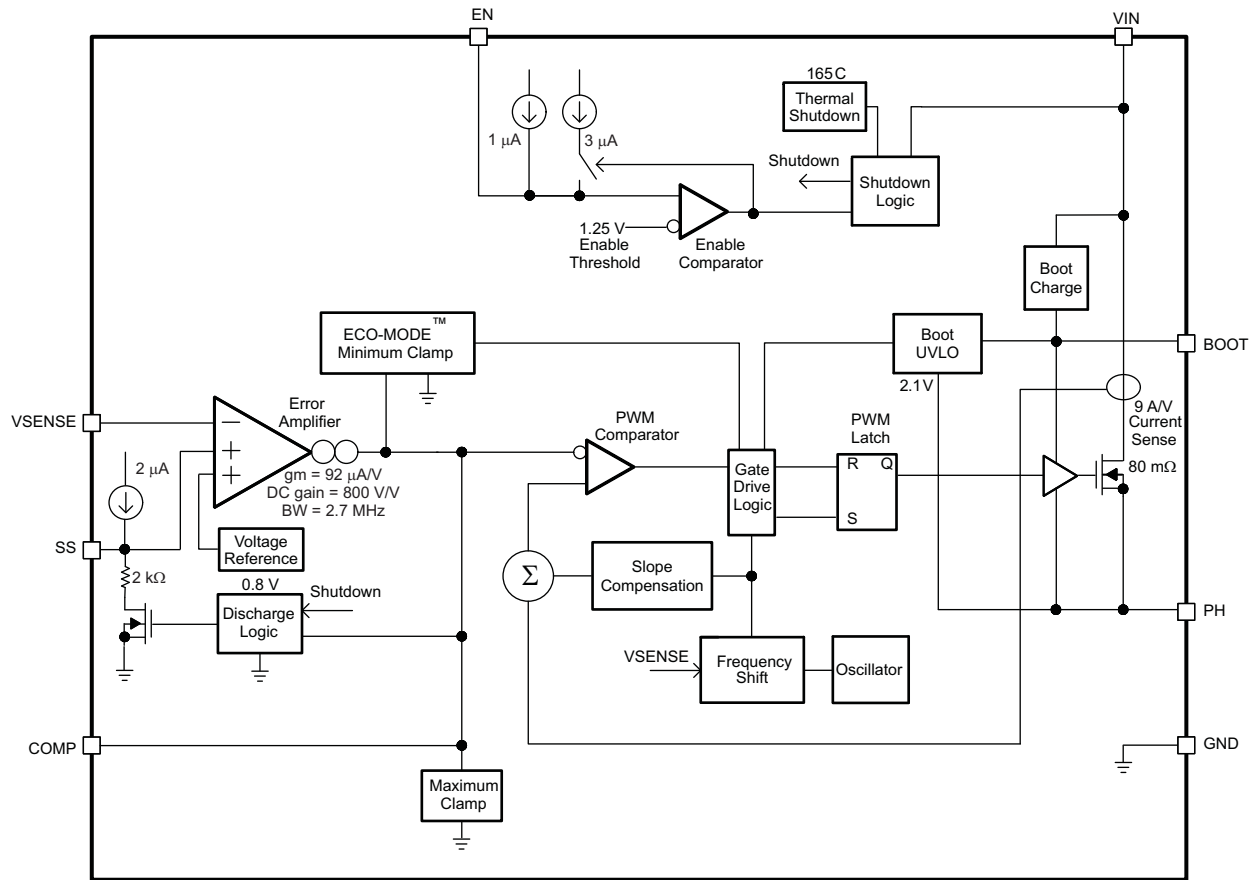 EN
VIN
165 C
Thermal
Shutdown
1 μA
3 μA
Shutdown
Shutdown
Logic
1.25 V
Enable
Threshold
Enable
Comparator
Boot
Charge
ECO-MODE™
Minimum Clamp
Boot
UVLO
BOOT
2.1V
VSENSE
Error
Amplifier
PWM
Comparator
PWM
Latch
9 A/V
Current
Sense
−
+
+
gm = 92 μA/V
DC gain = 800 V/V
BW = 2.7 MHz
2 μA
Gate
Drive
Logic
R Q
S
80 mΩ
SS
Voltage
Reference
2 kΩ
0.8 V
Shutdown
Discharge
Logic
Σ
Slope
Compensation
PH
VSENSE
Frequency
Shift
Oscillator
COMP
GND
Maximum
Clamp